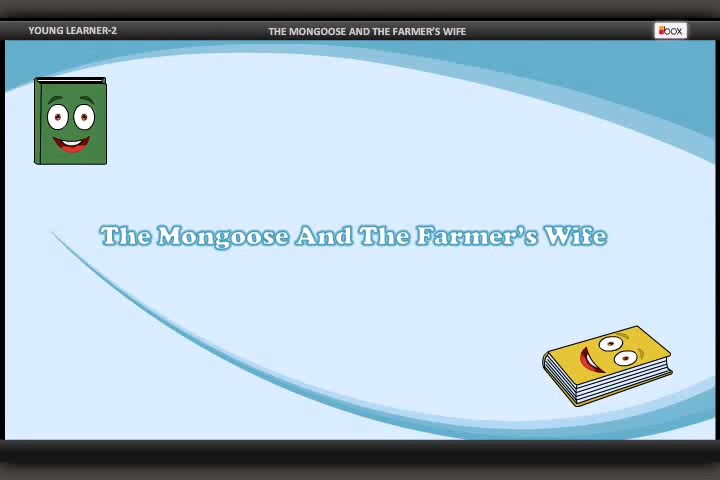 YOUNG LEARNER-2
THE MONGOOSE AND THE FARMER'S WIFE
box
The Mongoose And The Farmer's Wife